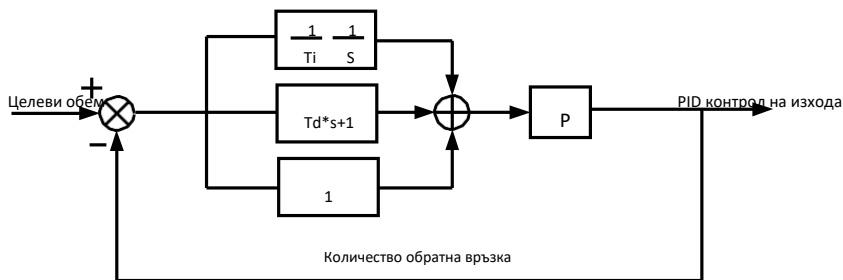 1 1
Ti S
+
Целеви обем
PID контрол на изхода
Td*s+1
P
−
1
Количество обратна връзка